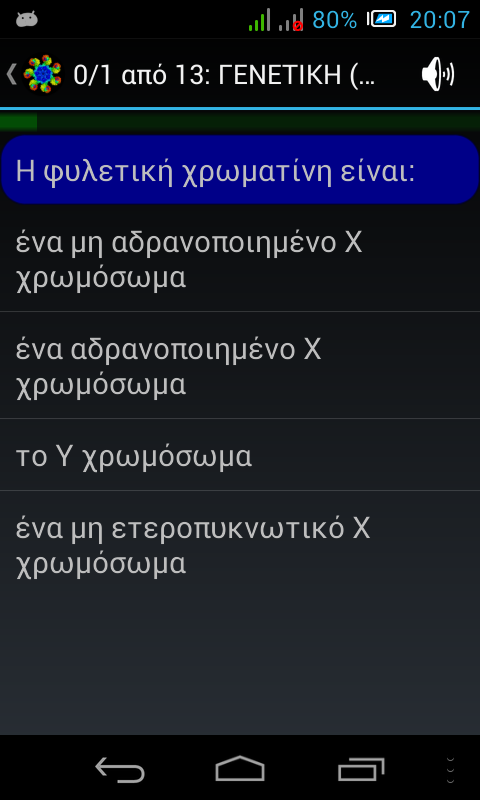 80% 20:07
0/1 από 13: ΓΕΝΕΤΙΚΗ (...
Η φυλετική χρωματίνη είναι:
ένα μη αδρανοποιημένο Χ
χρωμόσωμα
ένα αδρανοποιημένο Χ
χρωμόσωμα
το Υ χρωμόσωμα
ένα μη ετεροπυκνωτικό Χ
χρωμόσωμα